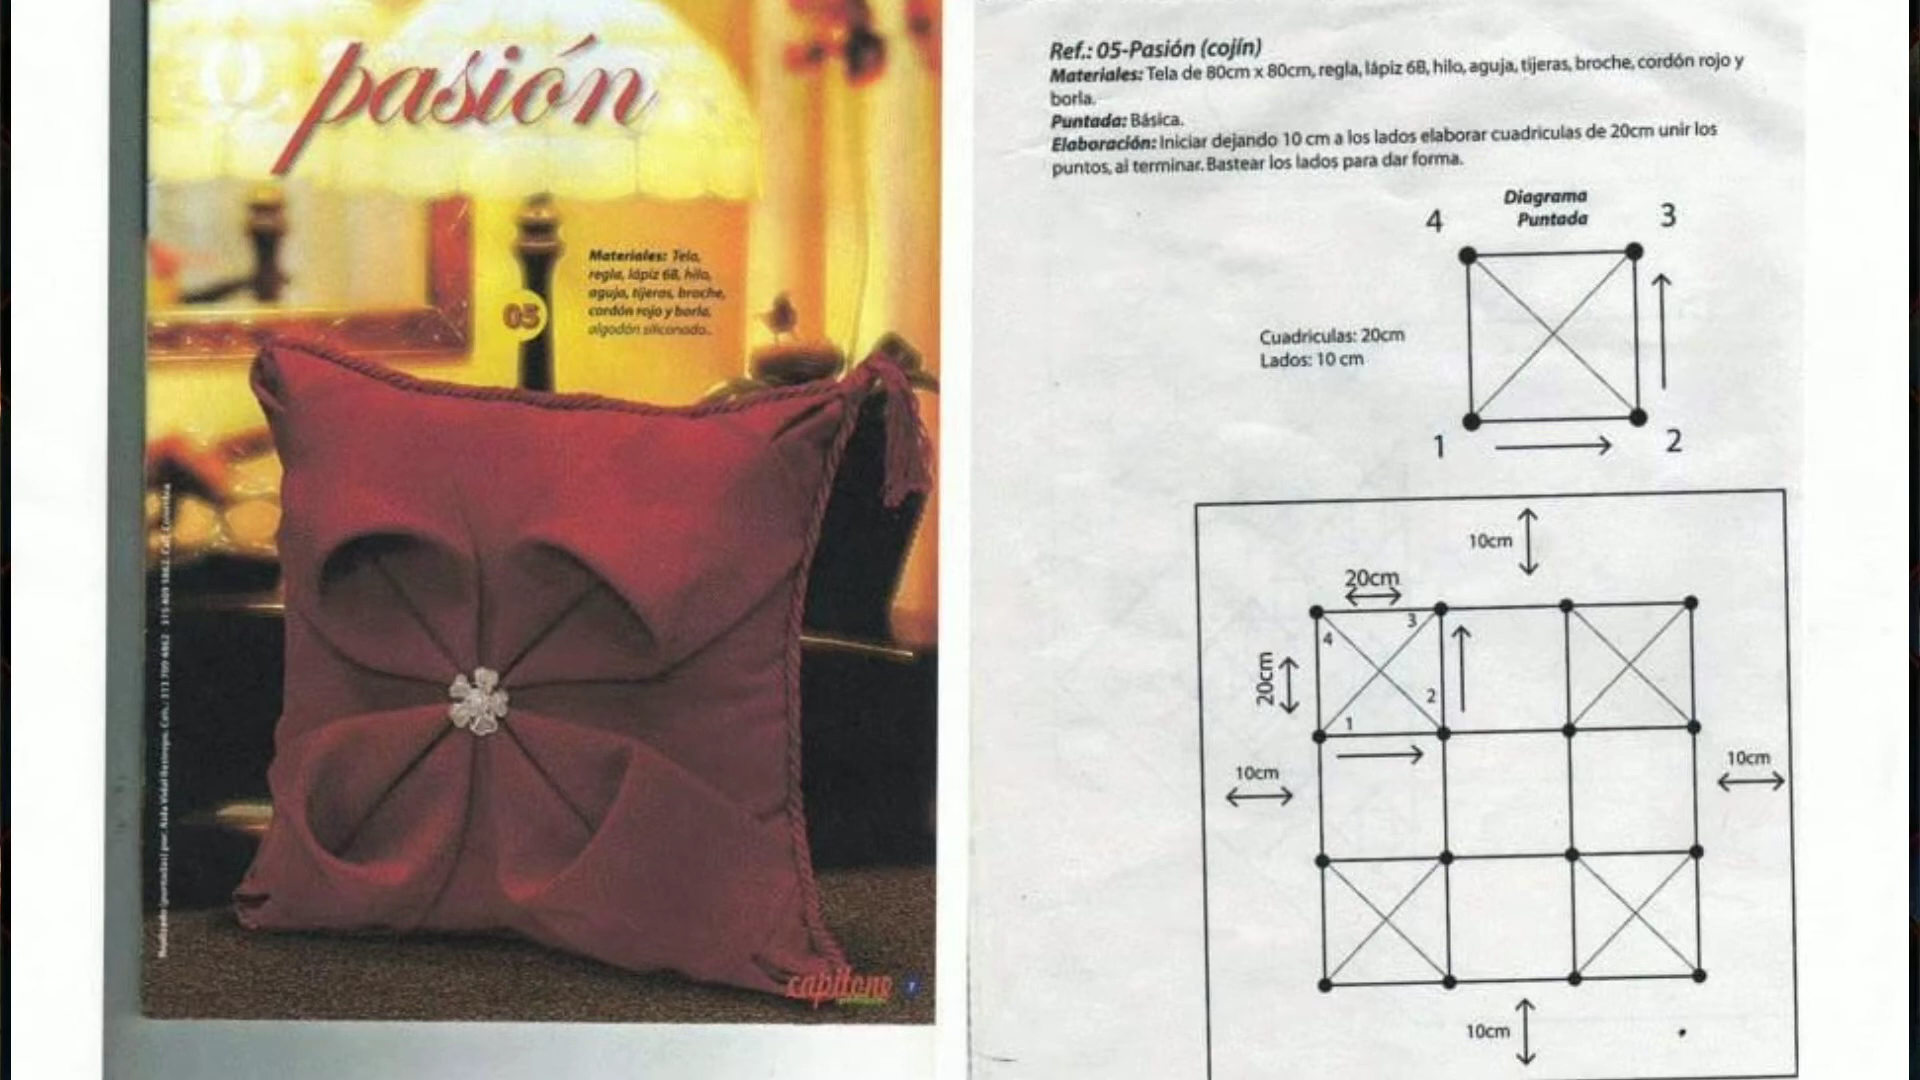 pasión
Materiales: Tela,
regla, lápiz 6B, hilo,
aguja, tijeras, broche,
cordón rojo y borla,
algodón siliconado..
05
capitone
7
Ref.: 05-Pasión (cojín)
Materiales: Tela de 80cm x 80cm, regla, lápiz 6B, hilo, aguja, tijeras, broche, cordón rojo y
borla.
Puntada: Básica.
Elaboración: Iniciar dejando 10 cm a los lados elaborar cuadriculas de 20cm unir los
puntos, al terminar. Bastear los lados para dar forma.
Diagrama
Puntada
4
3
Cuadriculas: 20cm
Lados: 10 cm
1
2
10cm
20cm
3
4
20cm
2
1
10cm
10cm
10cm